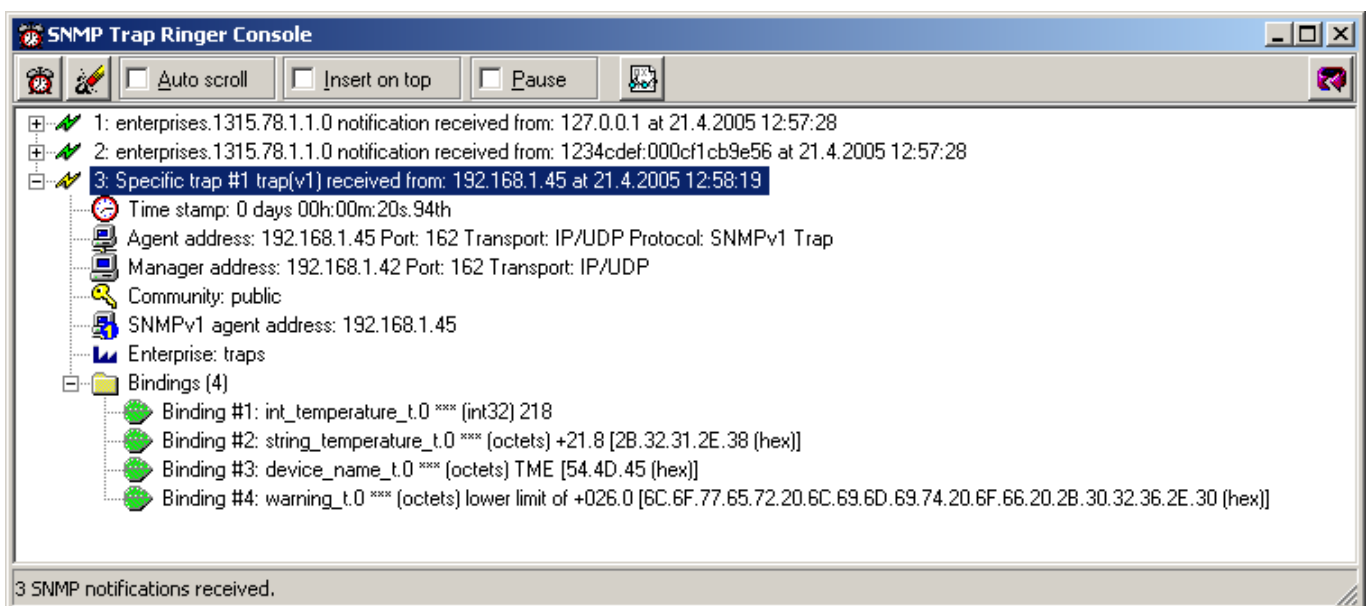 SNMP Trap Ringer Console
Auto scroll Insert on top Pause
1: enterprises.1315.78.1.1.0 notification received from: 127.0.0.1 at 21.4.2005 12:57:28
2: enterprises.1315.78.1.1.0 notification received from: 1234cdef:000cf1cb9e56 at 21.4.2005 12:57:28
3: Specific trap #1 trap(v1) received from: 192.168.1.45 at 21.4.2005 12:58:19
Time stamp: 0 days 00h:00m:20s.94th
Agent address: 192.168.1.45 Port: 162 Transport: IP/UDP Protocol: SNMPv1 Trap
Manager address: 192.168.1.42 Port: 162 Transport: IP/UDP
Community: public
SNMPv1 agent address: 192.168.1.45
Enterprise: traps
Bindings (4)
Binding #1: int_temperature_t.0 *** (int32) 218
Binding #2: string_temperature_t.0 *** (octets) +21.8 [2B.32.31.2E.38 (hex)]
Binding #3: device_name_t.0 *** (octets) TME [54.4D.45 (hex)]
Binding #4: warning_t.0 *** (octets) lower limit of +026.0 [6C.6F.77.65.72.20.6C.69.6D.69.74.20.6F.66.20.2B.30.32.36.2E.30 (hex)]
3 SNMP notifications received.